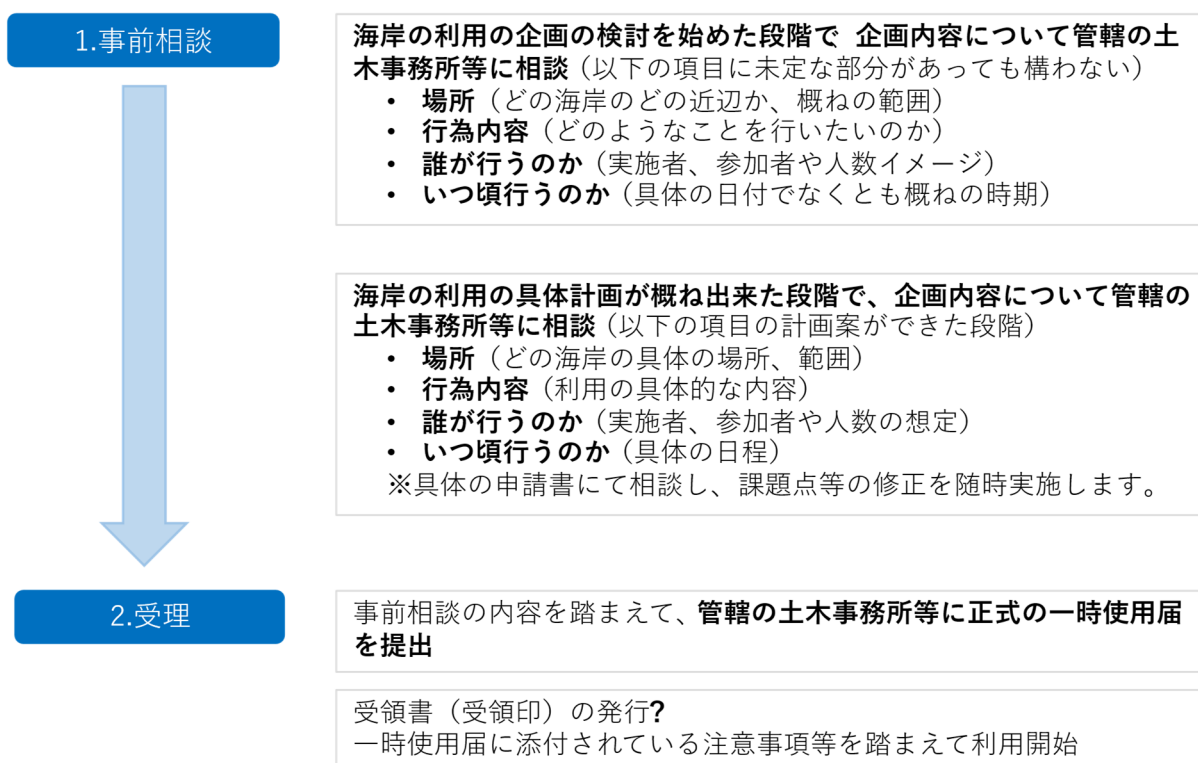 1.事前相談
海岸の利用の企画の検討を始めた段階で 企画内容について管轄の土
木事務所等に相談（以下の項目に未定な部分があっても構わない）
• 場所（どの海岸のどの近辺か、概ねの範囲）
• 行為内容（どのようなことを行いたいのか）
• 誰が行うのか（実施者、参加者や人数イメージ）
• いつ頃行うのか（具体の日付でなくとも概ねの時期）
海岸の利用の具体計画が概ね出来た段階で、企画内容について管轄の
土木事務所等に相談（以下の項目の計画案ができた段階）
• 場所（どの海岸の具体の場所、範囲）
• 行為内容（利用の具体的な内容）
• 誰が行うのか（実施者、参加者や人数の想定）
• いつ頃行うのか（具体の日程）
※具体の申請書にて相談し、課題点等の修正を随時実施します。
2.受理
事前相談の内容を踏まえて、管轄の土木事務所等に正式の一時使用届
を提出
受領書（受領印）の発行?
一時使用届に添付されている注意事項等を踏まえて利用開始